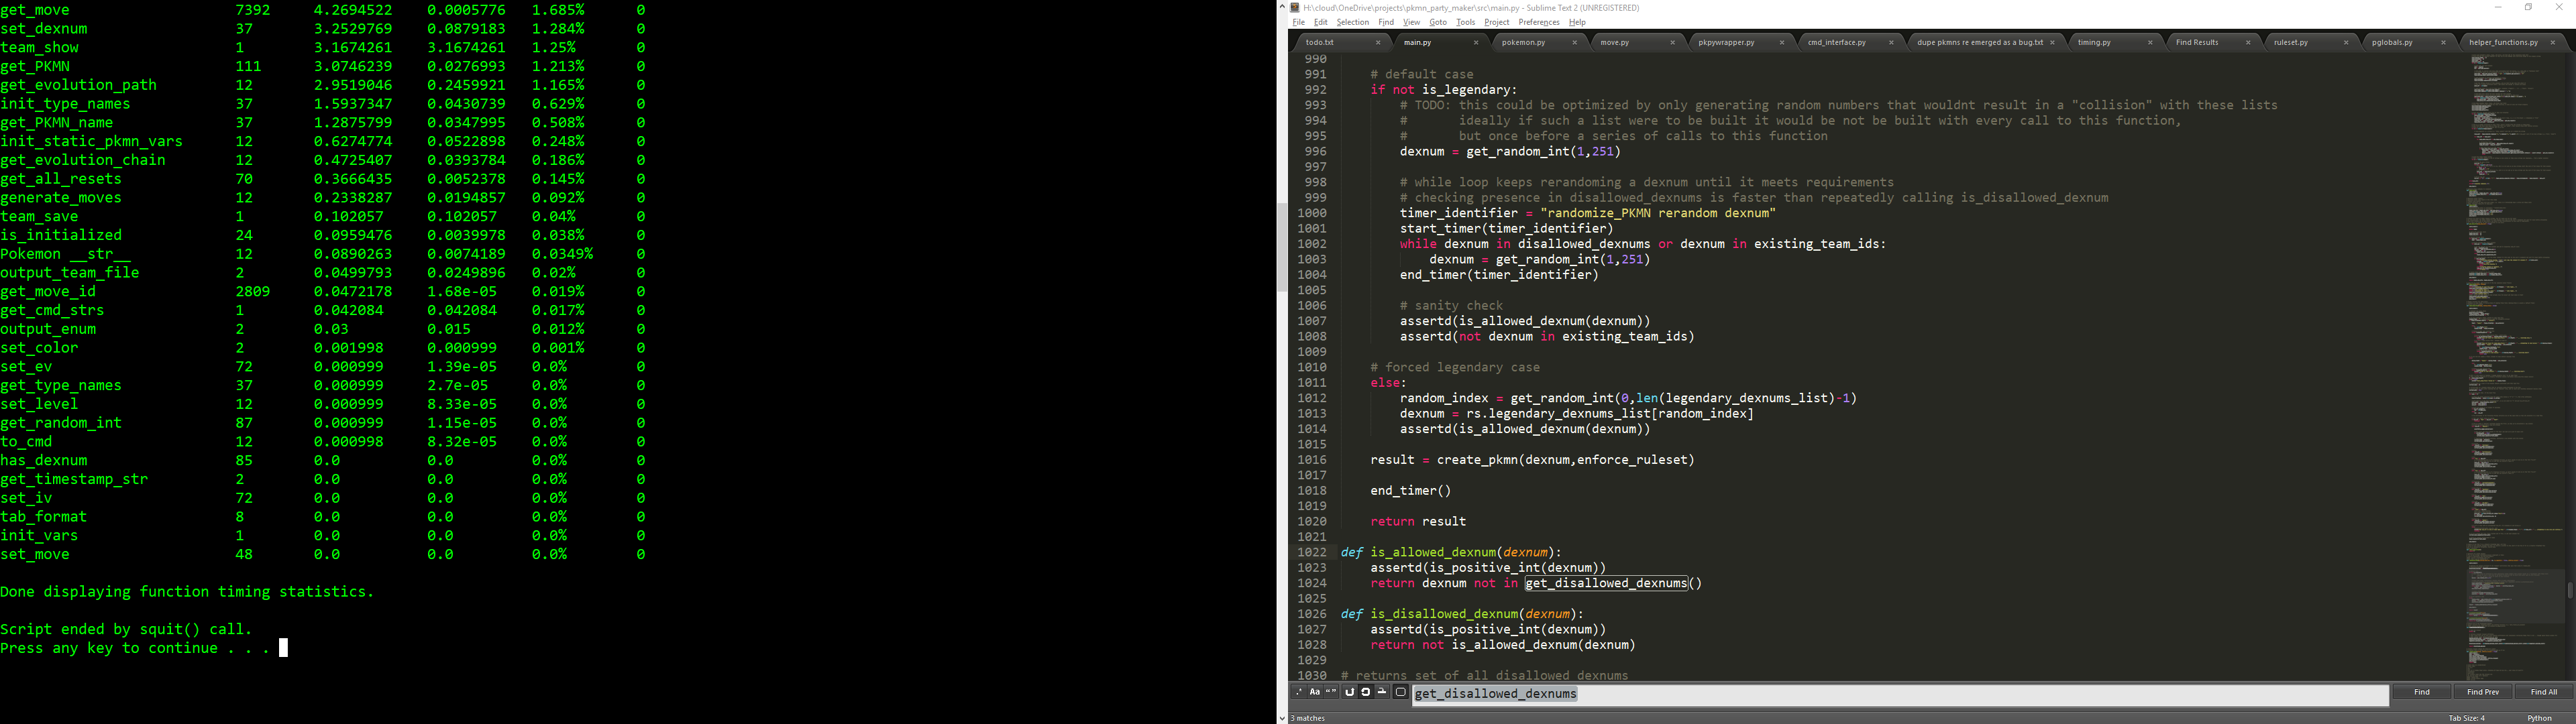 get_move 7392 4.2694522 0.0005776 1.685% 0
set_dexnum 37 3.2529769 0.0879183 1.284% 0
team_show 1 3.1674261 3.1674261 1.25% 0
get_PKMN 111 3.0746239 0.0276993 1.213% 0
get_evolution_path 12 2.9519046 0.2459921 1.165% 0
init_type_names 37 1.5937347 0.0430739 0.629% 0
get_PKMN_name 37 1.2875799 0.0347995 0.508% 0
init_static_pkmn_vars 12 0.6274774 0.0522898 0.248% 0
get_evolution_chain 12 0.4725407 0.0393784 0.186% 0
get_all_resets 70 0.3666435 0.0052378 0.145% 0
generate_moves 12 0.2338287 0.0194857 0.092% 0
team_save 1 0.102057 0.102057 0.04% 0
is_initialized 24 0.0959476 0.0039978 0.038% 0
Pokemon __str__ 12 0.0890263 0.0074189 0.0349% 0
output_team_file 2 0.0499793 0.0249896 0.02% 0
get_move_id 2809 0.0472178 1.68e-05 0.019% 0
get_cmd_strs 1 0.042084 0.042084 0.017% 0
output_enum 2 0.03 0.015 0.012% 0
set_color 2 0.001998 0.000999 0.001% 0
set_ev 72 0.000999 1.39e-05 0.0% 0
get_type_names 37 0.000999 2.7e-05 0.0% 0
set_level 12 0.000999 8.33e-05 0.0% 0
get_random_int 87 0.000999 1.15e-05 0.0% 0
to_cmd 12 0.000998 8.32e-05 0.0% 0
has_dexnum 85 0.0 0.0 0.0% 0
get_timestamp_str 2 0.0 0.0 0.0% 0
set_iv 72 0.0 0.0 0.0% 0
tab_format 8 0.0 0.0 0.0% 0
init_vars 1 0.0 0.0 0.0% 0
set_move 48 0.0 0.0 0.0% 0
Done displaying function timing statistics.
Script ended by squit() call.
Press any key to continue . . .
H:\cloud\OneDrive\projects\pkmn_party_maker\src\main.py - Sublime Text 2 (UNREGISTERED)
File Edit Selection Find View Goto Tools Project Preferences Help
todo.txt main.py pokemon.py move.py pkpywrapper.py cmd_interface.py dupe pkmns re emerged as a bug.txt timing.py Find Results ruleset.py pglobals.py helper_functions.py
990
991 # default case
992 if not is_legendary:
993 # TODO: this could be optimized by only generating random numbers that wouldnt result in a "collision" with these lists
994 # ideally if such a list were to be built it would be not be built with every call to this function,
995 # but once before a series of calls to this function
996 dexnum = get_random_int(1,251)
997
998 # while loop keeps rerandoming a dexnum until it meets requirements
999 # checking presence in disallowed_dexnums is faster than repeatedly calling is_disallowed_dexnum
1000 timer_identifier = "randomize_PKMN rerandom dexnum"
1001 start_timer(timer_identifier)
1002 while dexnum in disallowed_dexnums or dexnum in existing_team_ids:
1003 dexnum = get_random_int(1,251)
1004 end_timer(timer_identifier)
1005
1006 # sanity check
1007 assertd(is_allowed_dexnum(dexnum))
1008 assertd(not dexnum in existing_team_ids)
1009
1010 # forced legendary case
1011 else:
1012 random_index = get_random_int(0,len(legendary_dexnums_list)-1)
1013 dexnum = rs.legendary_dexnums_list[random_index]
1014 assertd(is_allowed_dexnum(dexnum))
1015
1016 result = create_pkmn(dexnum,enforce_ruleset)
1017
1018 end_timer()
1019
1020 return result
1021
1022 def is_allowed_dexnum(dexnum):
1023 assertd(is_positive_int(dexnum))
1024 return dexnum not in get_disallowed_dexnums()
1025
1026 def is_disallowed_dexnum(dexnum):
1027 assertd(is_positive_int(dexnum))
1028 return not is_allowed_dexnum(dexnum)
1029
1030 # returns set of all disallowed dexnums
.* Aa "" get_disallowed_dexnums Find Find Prev Find All
3 matches Tab Size: 4 Python